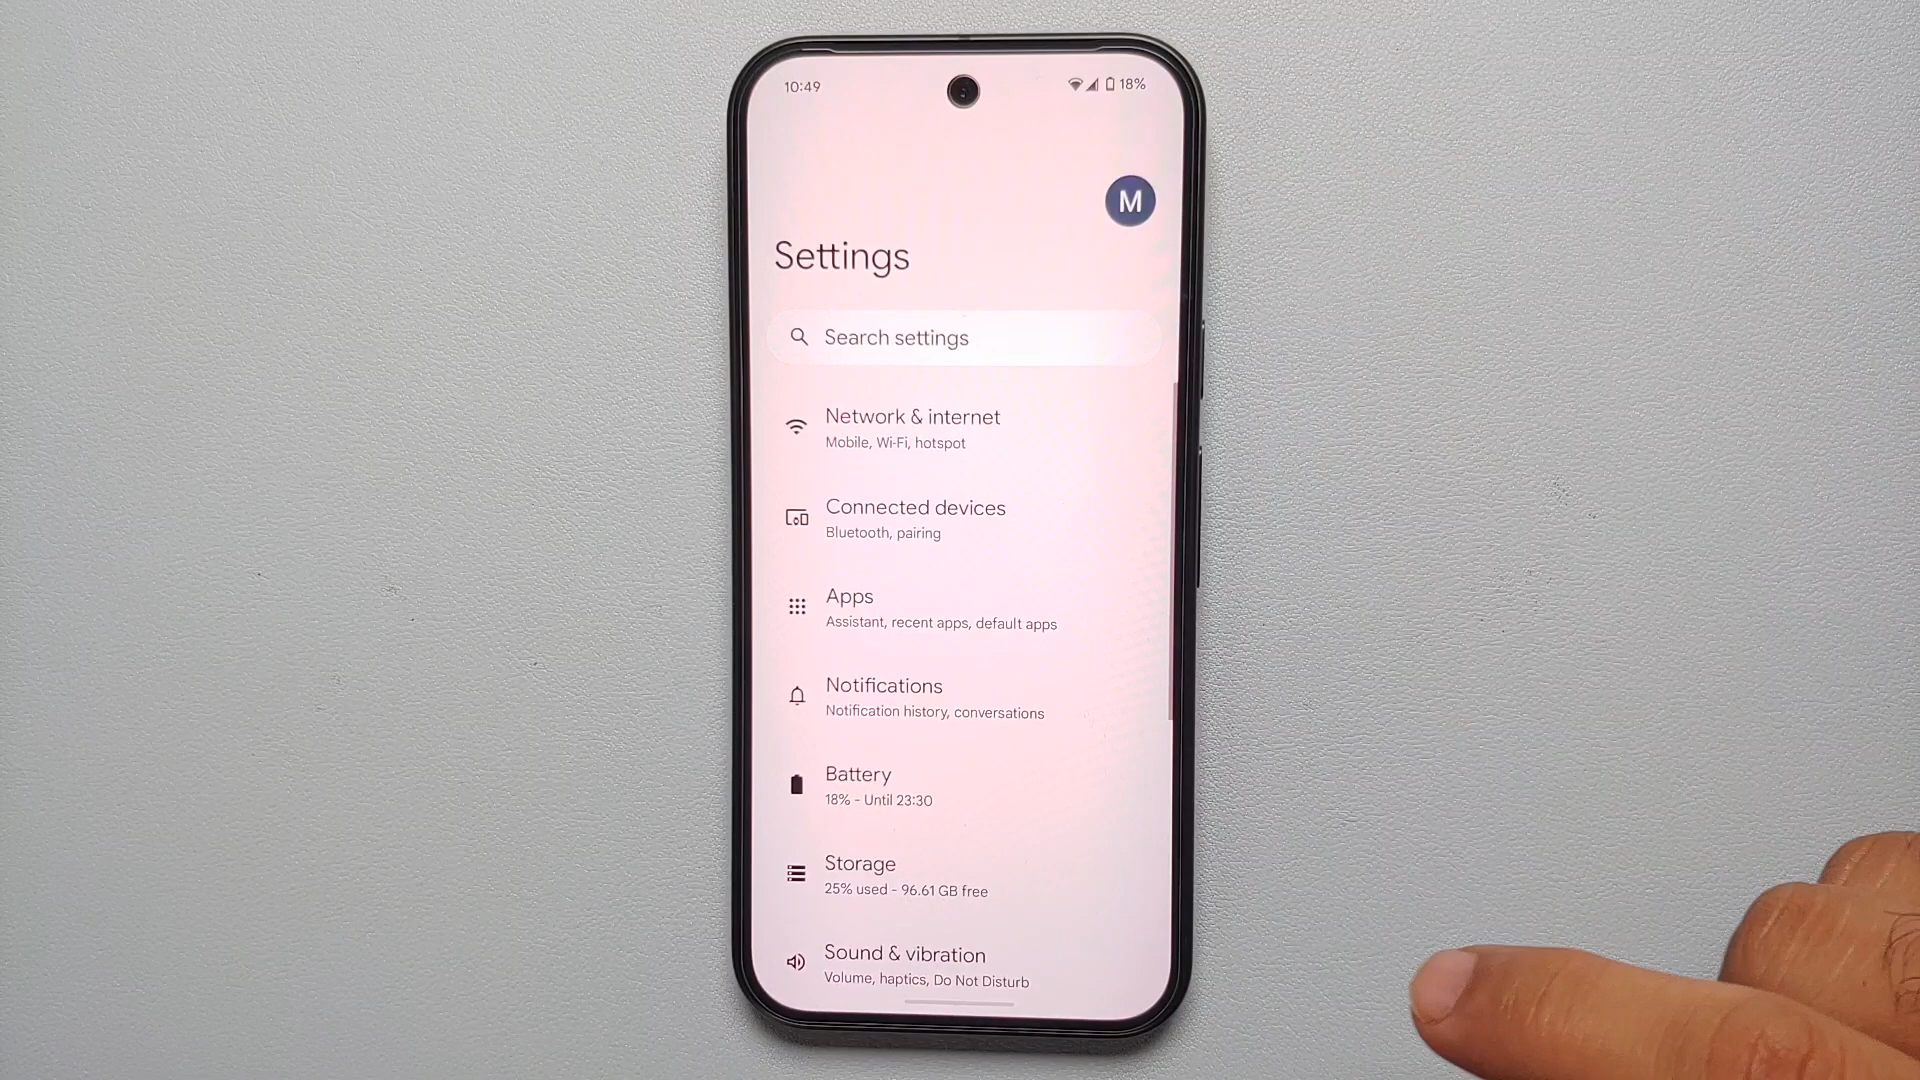 10:49
18%
M
Settings
Search settings
Network & internet
Mobile, Wi-Fi, hotspot
Connected devices
Bluetooth, pairing
Apps
Assistant, recent apps, default apps
Notifications
Notification history, conversations
Battery
18% - Until 23:30
Storage
25% used - 96.61 GB free
Sound & vibration
Volume, haptics, Do Not Disturb